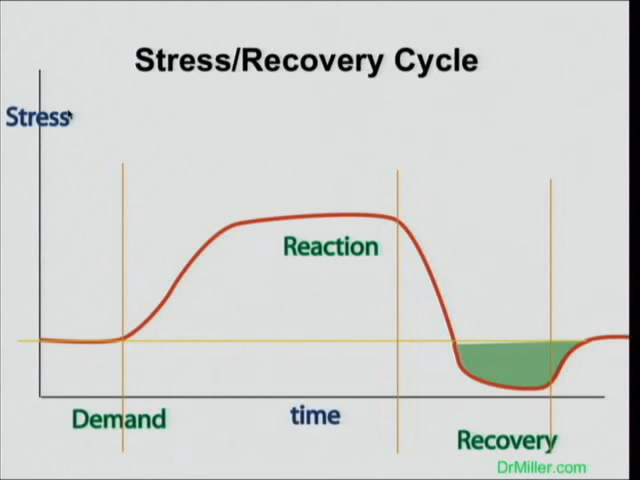 Stress/Recovery Cycle
Stress
Reaction
Demand
time
Recovery
DrMiller.com